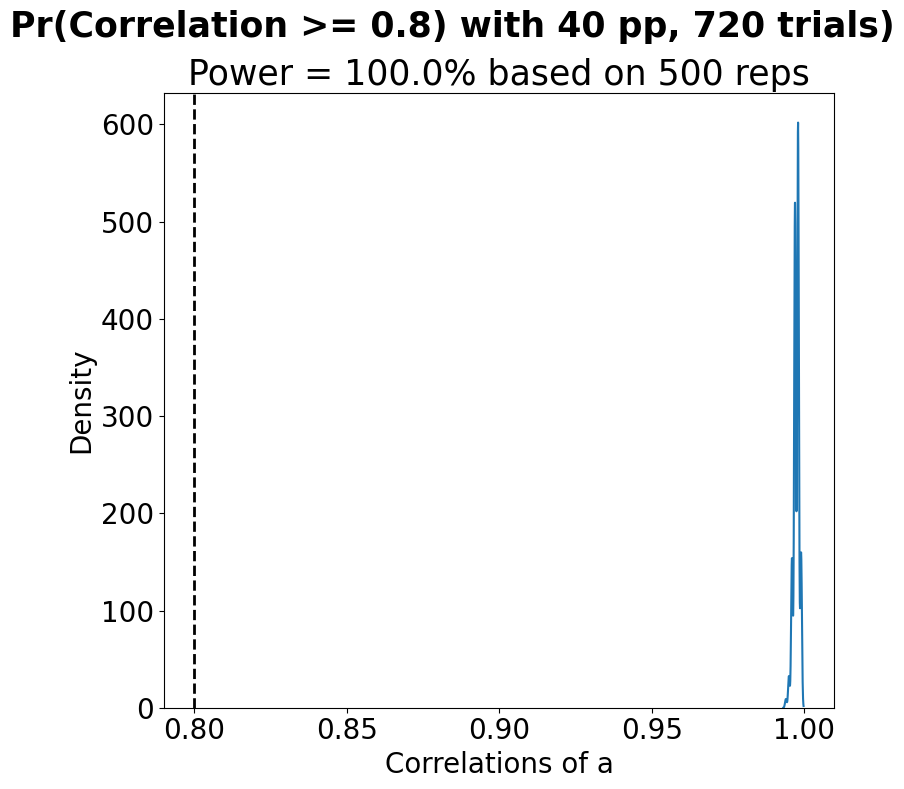 Pr(Correlation >= 0.8) with 40 pp, 720 trials)
Power = 100.0% based on 500 reps
600
500
400
300
200
100
0
Density
0.80 0.85 0.90 0.95 1.00
Correlations of a